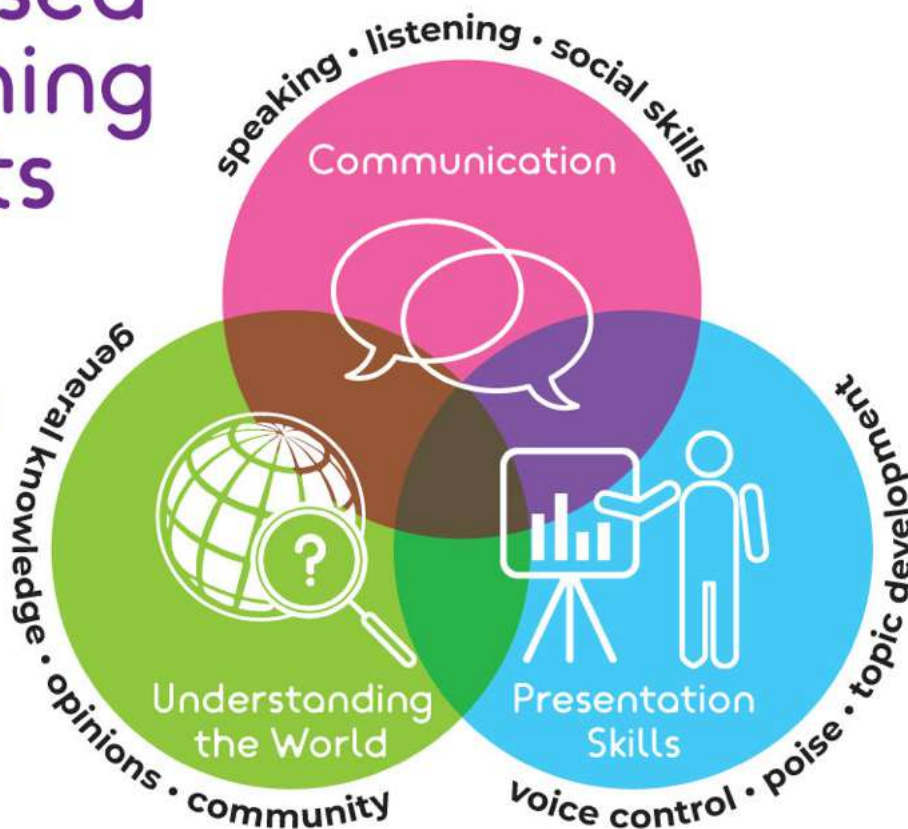 sed
ning
ts
speaking • listening • social skills
Communication
general knowledge • opinions • community
?
Understanding
the World
Presentation
Skills
voice control • poise • topic development